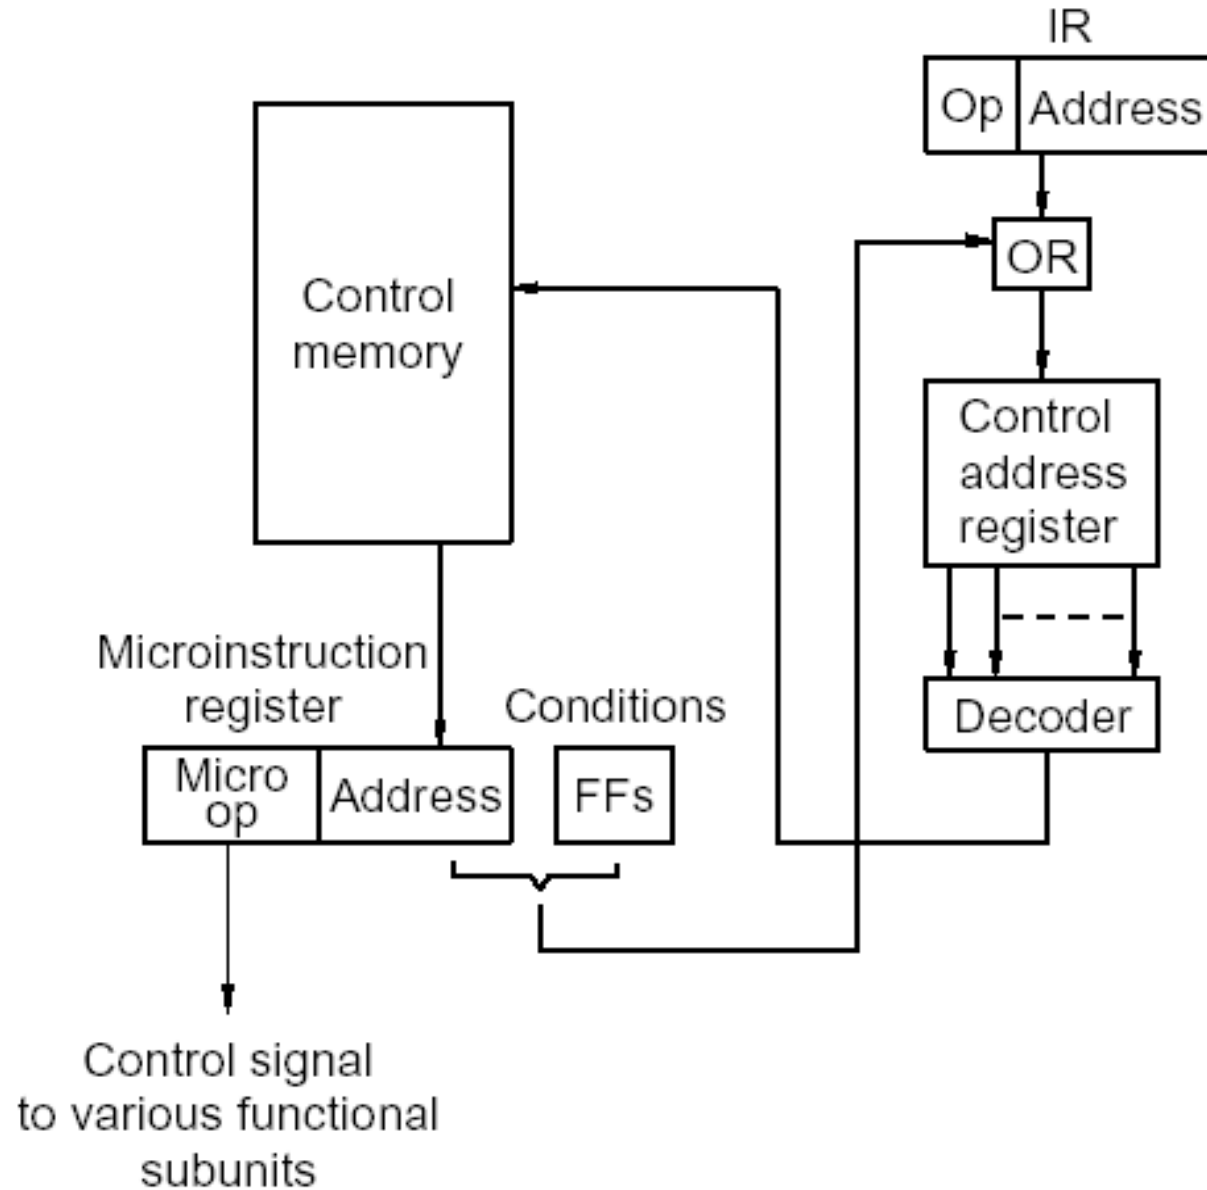 IR
Op Address
OR
Control
memory
Control
address
register
Microinstruction
register
Conditions
Decoder
Micro
op
Address
FFs
Control signal
to various functional
subunits